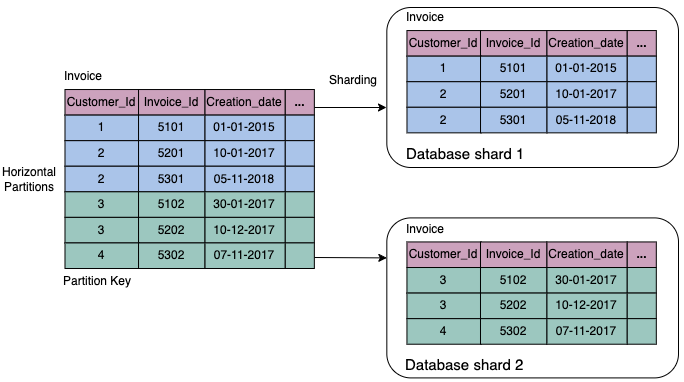 Invoice
Customer_Id Invoice_Id Creation_date ...
1 5101 01-01-2015
2 5201 10-01-2017
2 5301 05-11-2018
3 5102 30-01-2017
3 5202 10-12-2017
4 5302 07-11-2017
Horizontal
Partitions
Partition Key
Sharding
Invoice
Customer_Id Invoice_Id Creation_date ...
1 5101 01-01-2015
2 5201 10-01-2017
2 5301 05-11-2018
Database shard 1
Invoice
Customer_Id Invoice_Id Creation_date ...
3 5102 30-01-2017
3 5202 10-12-2017
4 5302 07-11-2017
Database shard 2